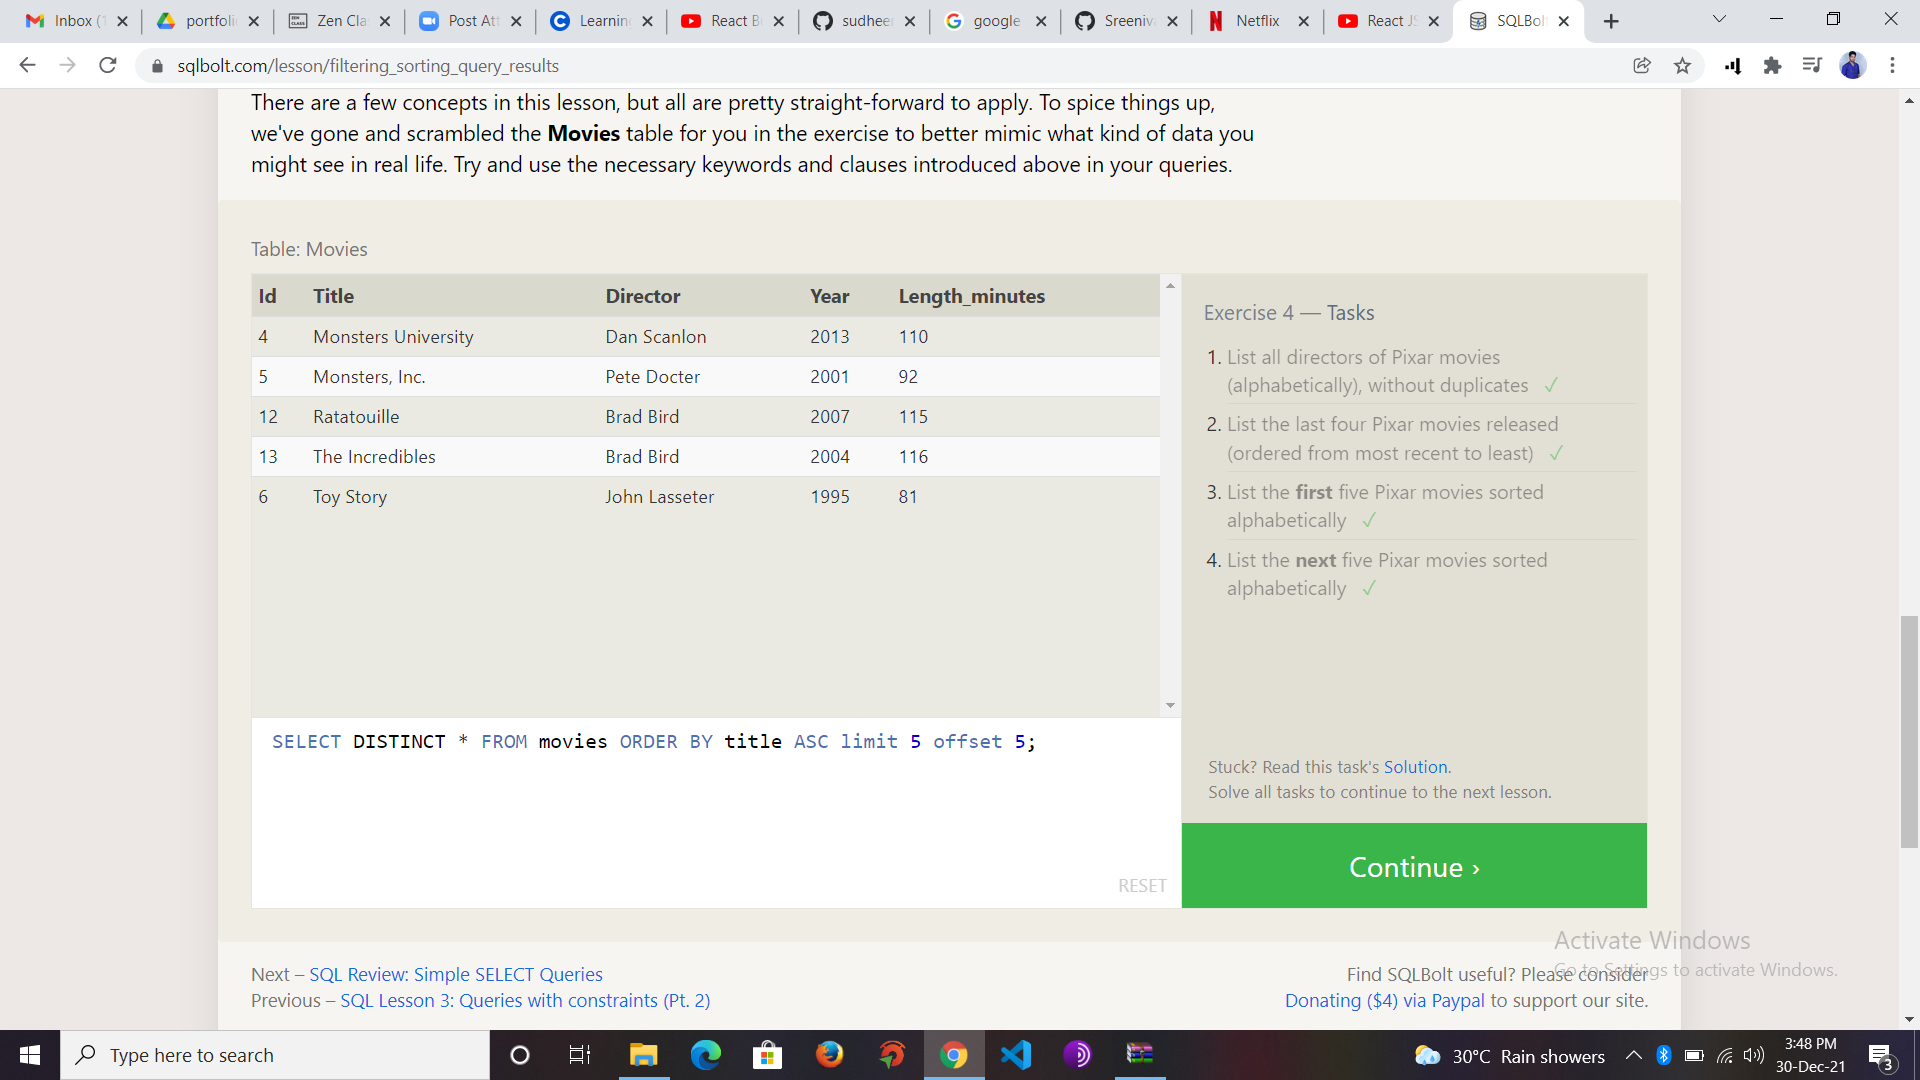 Inbox (1
portfolio
Zen Cla
Post Att
Learning
React B
sudheer
google
Sreeniva
Netflix
React JS
SQLBolt
sqlbolt.com/lesson/filtering_sorting_query_results
There are a few concepts in this lesson, but all are pretty straight-forward to apply. To spice things up,
we've gone and scrambled the Movies table for you in the exercise to better mimic what kind of data you
might see in real life. Try and use the necessary keywords and clauses introduced above in your queries.
Table: Movies
Id Title Director Year Length_minutes
4 Monsters University Dan Scanlon 2013 110
5 Monsters, Inc. Pete Docter 2001 92
12 Ratatouille Brad Bird 2007 115
13 The Incredibles Brad Bird 2004 116
6 Toy Story John Lasseter 1995 81
SELECT DISTINCT * FROM movies ORDER BY title ASC limit 5 offset 5;
RESET
Exercise 4 — Tasks
1. List all directors of Pixar movies
(alphabetically), without duplicates ✓
2. List the last four Pixar movies released
(ordered from most recent to least) ✓
3. List the first five Pixar movies sorted
alphabetically ✓
4. List the next five Pixar movies sorted
alphabetically ✓
Stuck? Read this task's Solution.
Solve all tasks to continue to the next lesson.
Continue ›
Next – SQL Review: Simple SELECT Queries
Previous – SQL Lesson 3: Queries with constraints (Pt. 2)
Find SQLBolt useful? Please consider
Donating ($4) via Paypal to support our site.
Activate Windows
Go to Settings to activate Windows.
Type here to search
30°C Rain showers
3:48 PM
30-Dec-21
3